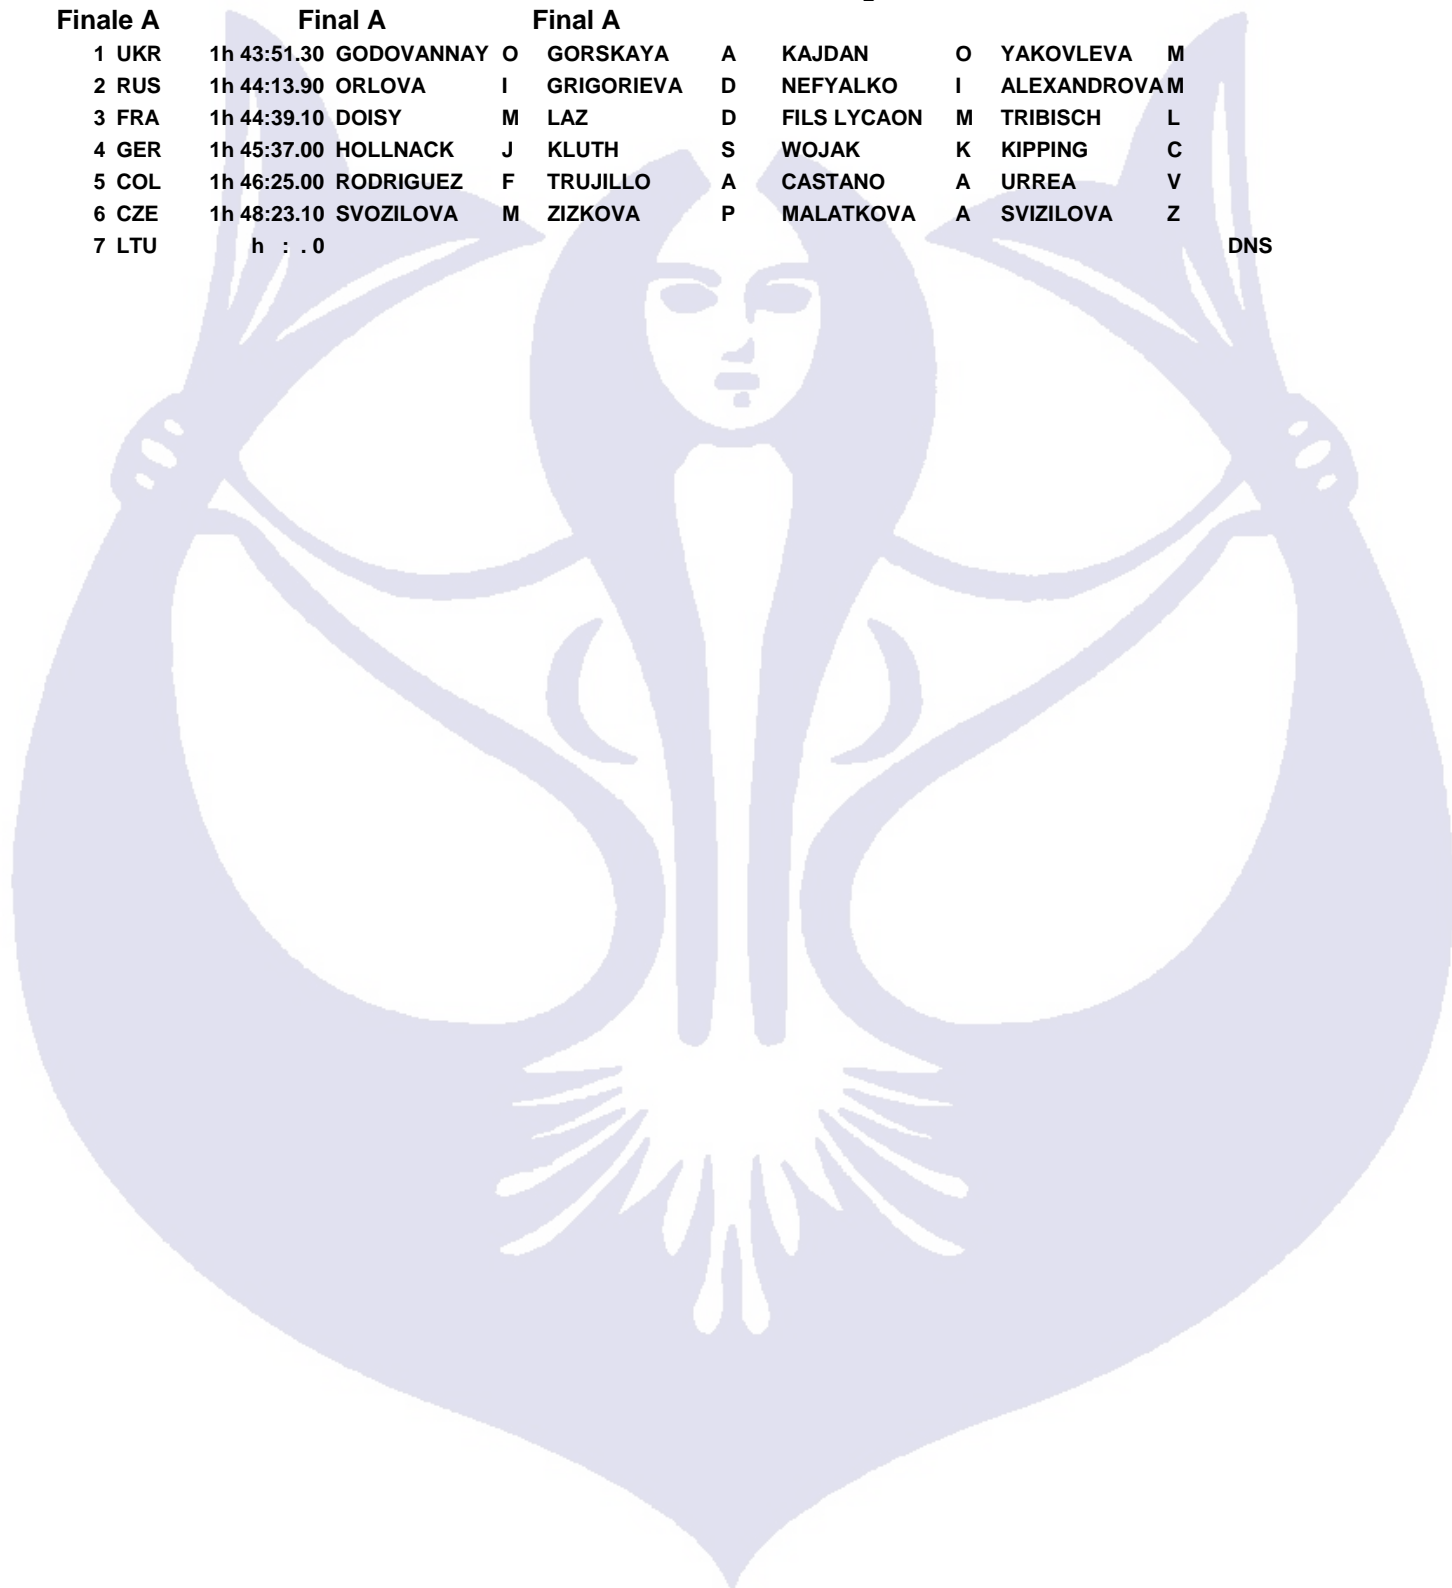 Finale A Final A Final A
1 UKR 1h 43:51.30 GODOVANNAY O GORSKAYA A KAJDAN O YAKOVLEVA M
2 RUS 1h 44:13.90 ORLOVA I GRIGORIEVA D NEFYALKO I ALEXANDROVA M
3 FRA 1h 44:39.10 DOISY M LAZ D FILS LYCAON M TRIBISCH L
4 GER 1h 45:37.00 HOLLNACK J KLUTH S WOJAK K KIPPING C
5 COL 1h 46:25.00 RODRIGUEZ F TRUJILLO A CASTANO A URREA V
6 CZE 1h 48:23.10 SVOZILOVA M ZIZKOVA P MALATKOVA A SVIZILOVA Z
7 LTU h : . 0 DNS